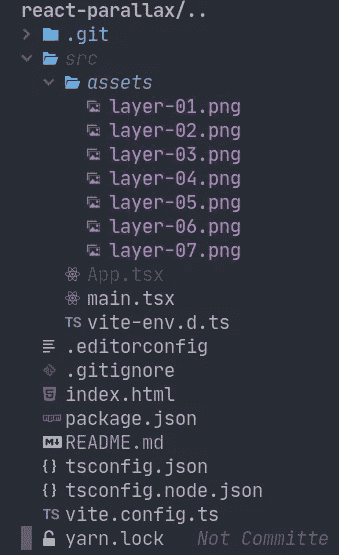 react-parallax/..
.git
src
assets
layer-01.png
layer-02.png
layer-03.png
layer-04.png
layer-05.png
layer-06.png
layer-07.png
App.tsx
main.tsx
TS vite-env.d.ts
.editorconfig
.gitignore
index.html
npm package.json
M↓ README.md
{} tsconfig.json
{} tsconfig.node.json
TS vite.config.ts
yarn.lock Not Committe